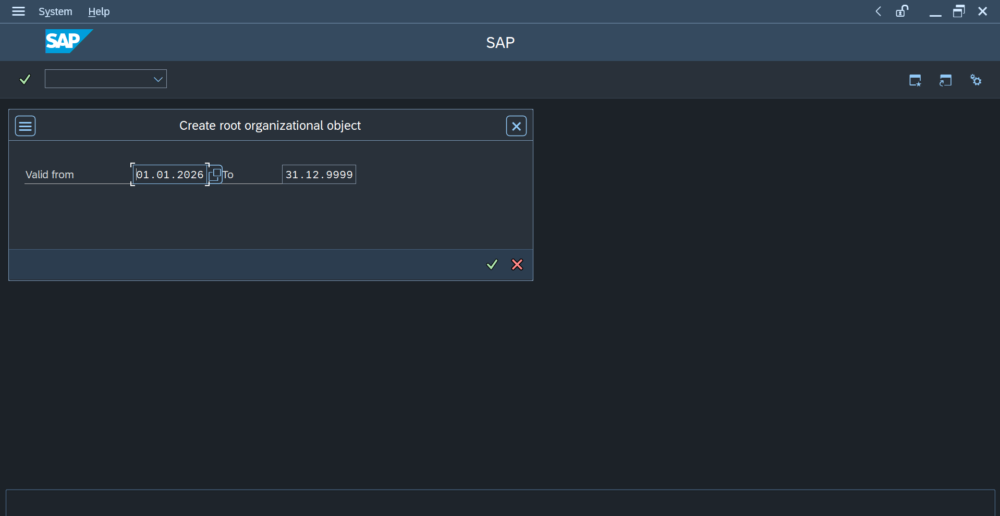 System Help
SAP
SAP
Create root organizational object
Valid from 01.01.2026 To 31.12.9999